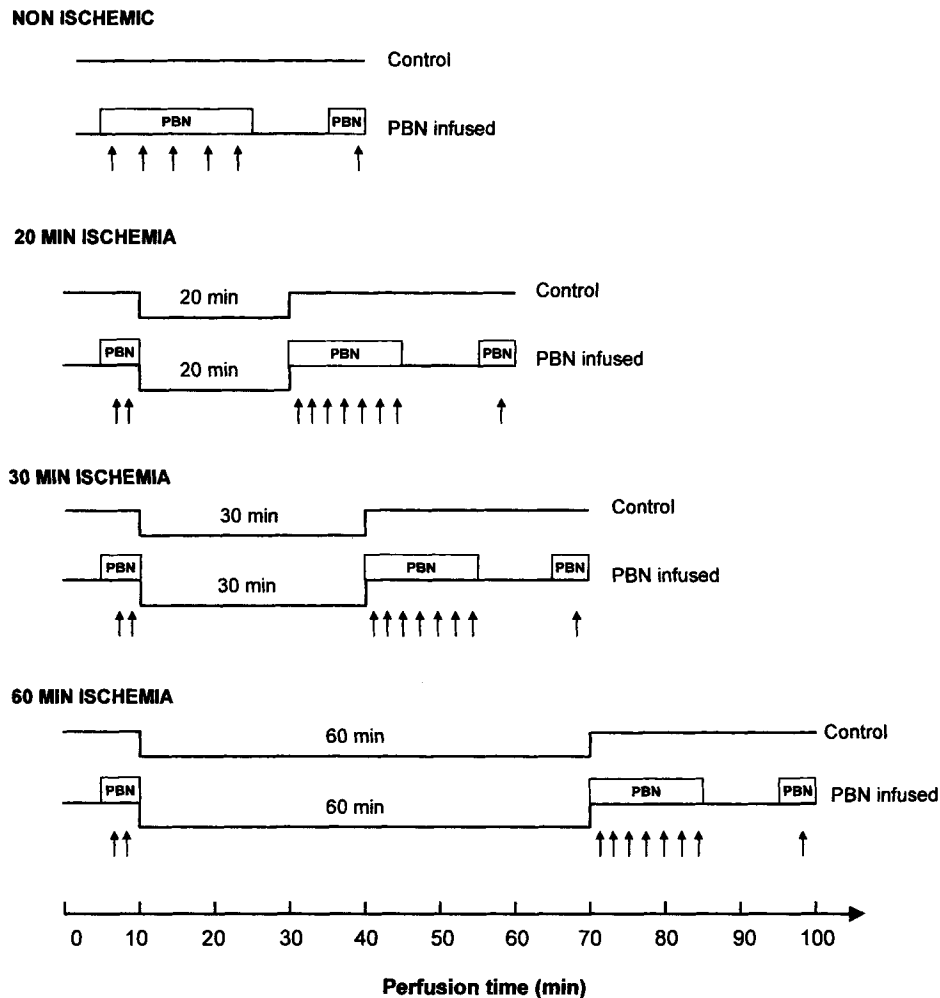 NON ISCHEMIC
Control
PBN PBN PBN infused
20 MIN ISCHEMIA
20 min Control
PBN 20 min PBN PBN PBN infused
30 MIN ISCHEMIA
30 min Control
PBN 30 min PBN PBN PBN infused
60 MIN ISCHEMIA
60 min Control
PBN 60 min PBN PBN PBN infused
0 10 20 30 40 50 60 70 80 90 100
Perfusion time (min)